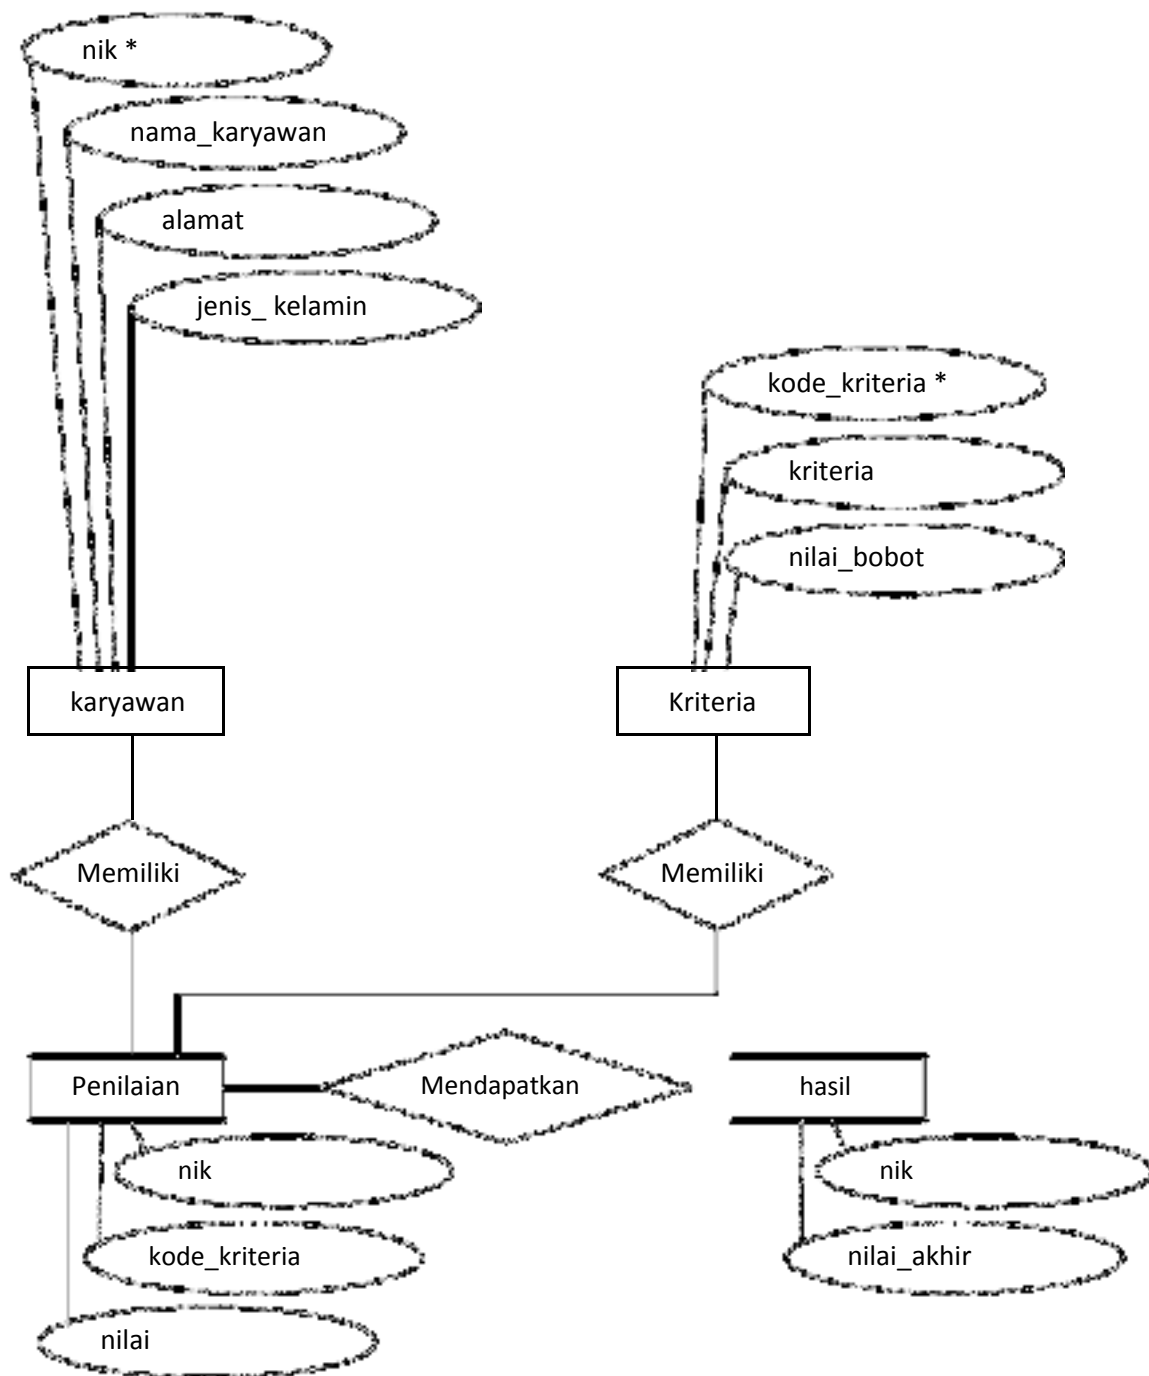 nik *
nama_karyawan
alamat
jenis_ kelamin
kode_kriteria *
kriteria
nilai_bobot
karyawan
Kriteria
Memiliki
Memiliki
Penilaian
Mendapatkan
hasil
nik
nik
kode_kriteria
nilai_akhir
nilai